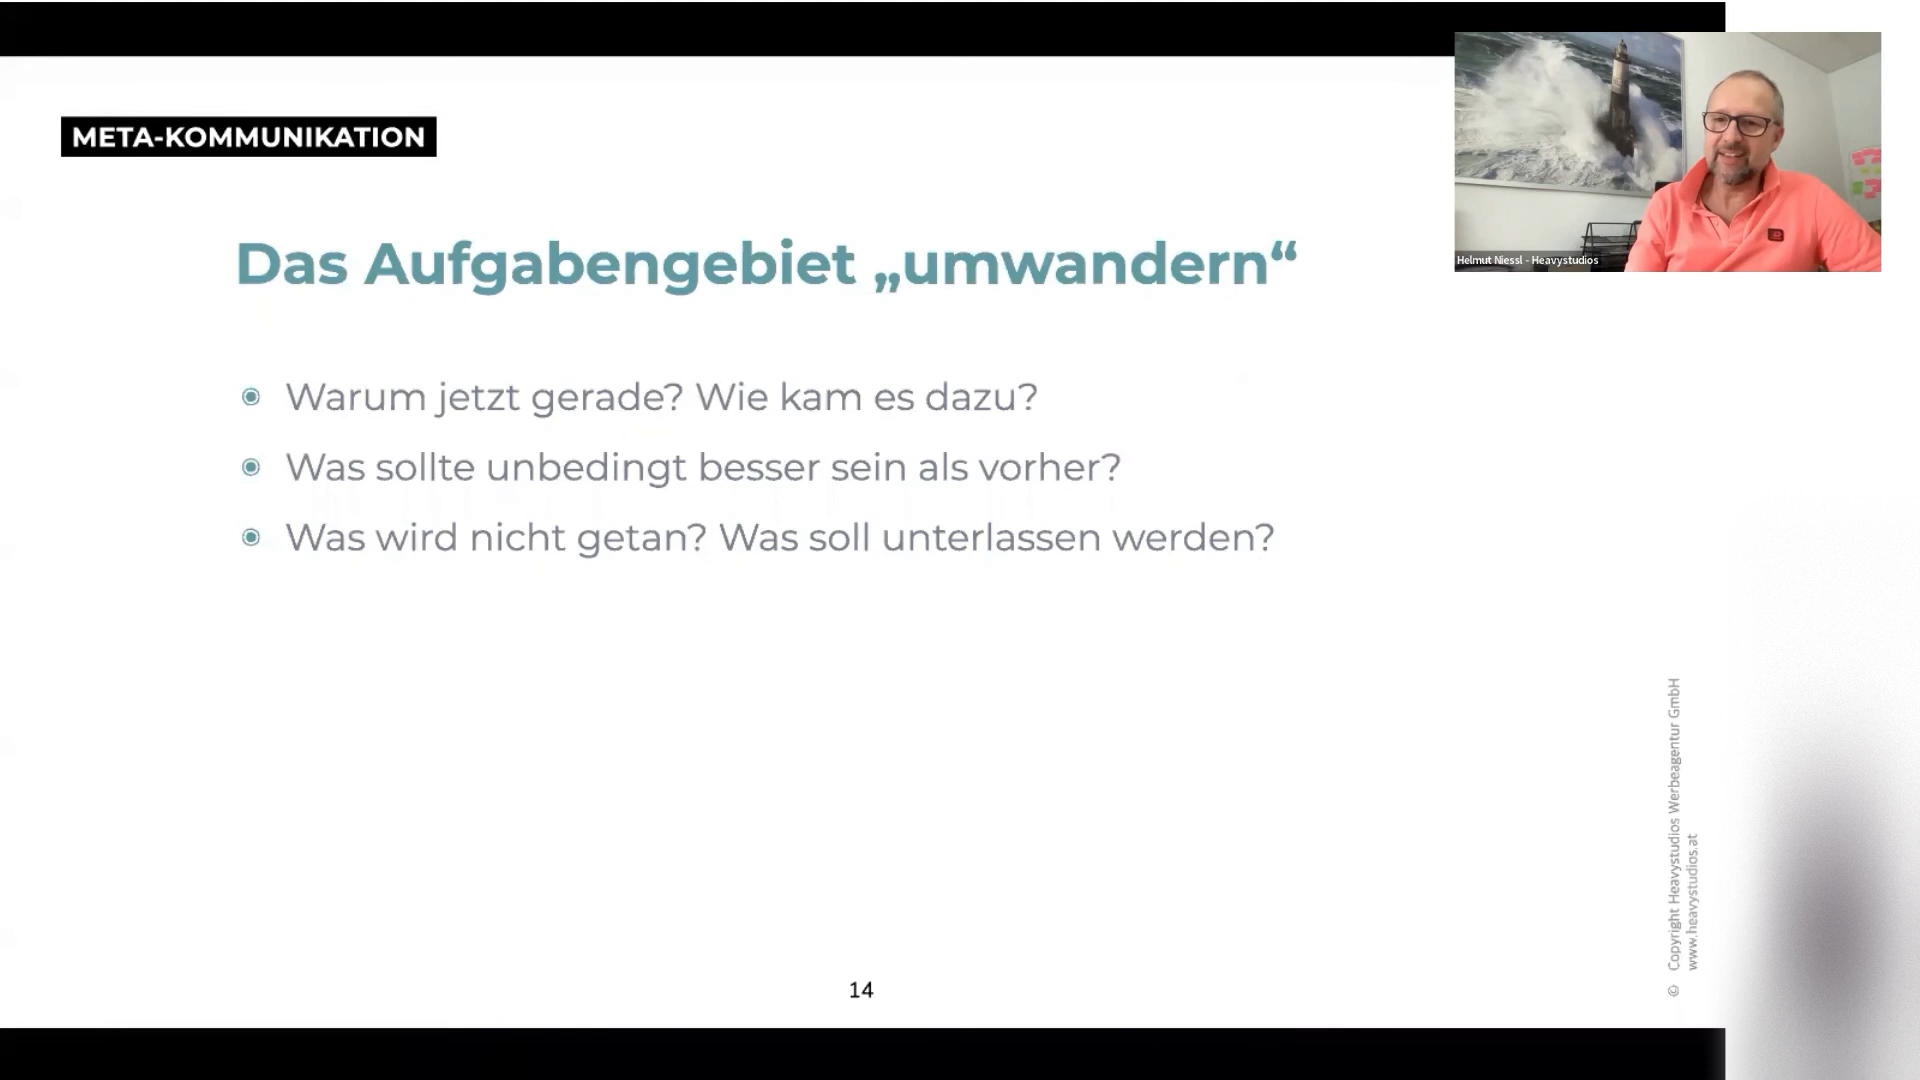 META-KOMMUNIKATION
Das Aufgabengebiet „umwandern“
Warum jetzt gerade? Wie kam es dazu?
Was sollte unbedingt besser sein als vorher?
Was wird nicht getan? Was soll unterlassen werden?
Helmut Niessl - Heavystudios
© Copyright Heavystudios Werbeagentur GmbH
www.heavystudios.at
14